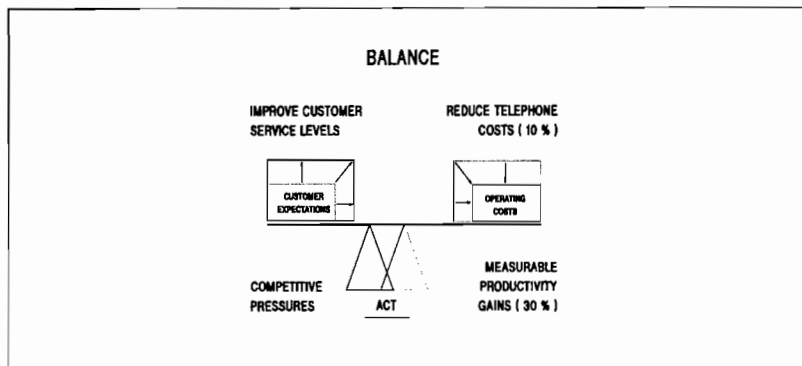 BALANCE
IMPROVE CUSTOMER
SERVICE LEVELS
REDUCE TELEPHONE
COSTS ( 10 % )
CUSTOMER
EXPECTATIONS
OPERATING
COSTS
COMPETITIVE
PRESSURES
ACT
MEASURABLE
PRODUCTIVITY
GAINS ( 30 % )